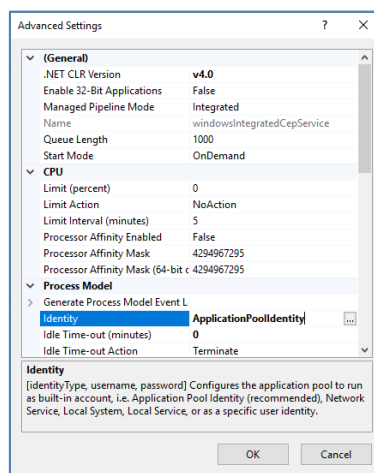 Advanced Settings ? ×
(General)
.NET CLR Version v4.0
Enable 32-Bit Applications False
Managed Pipeline Mode Integrated
Name windowsIntegratedCepService
Queue Length 1000
Start Mode OnDemand
CPU
Limit (percent) 0
Limit Action NoAction
Limit Interval (minutes) 5
Processor Affinity Enabled False
Processor Affinity Mask 4294967295
Processor Affinity Mask (64-bit c 4294967295
Process Model
Generate Process Model Event L
Identity ApplicationPoolIdentity ...
Idle Time-out (minutes) 0
Idle Time-out Action Terminate
Identity
[identityType, username, password] Configures the application pool to run
as built-in account, i.e. Application Pool Identity (recommended), Network
Service, Local System, Local Service, or as a specific user identity.
OK Cancel